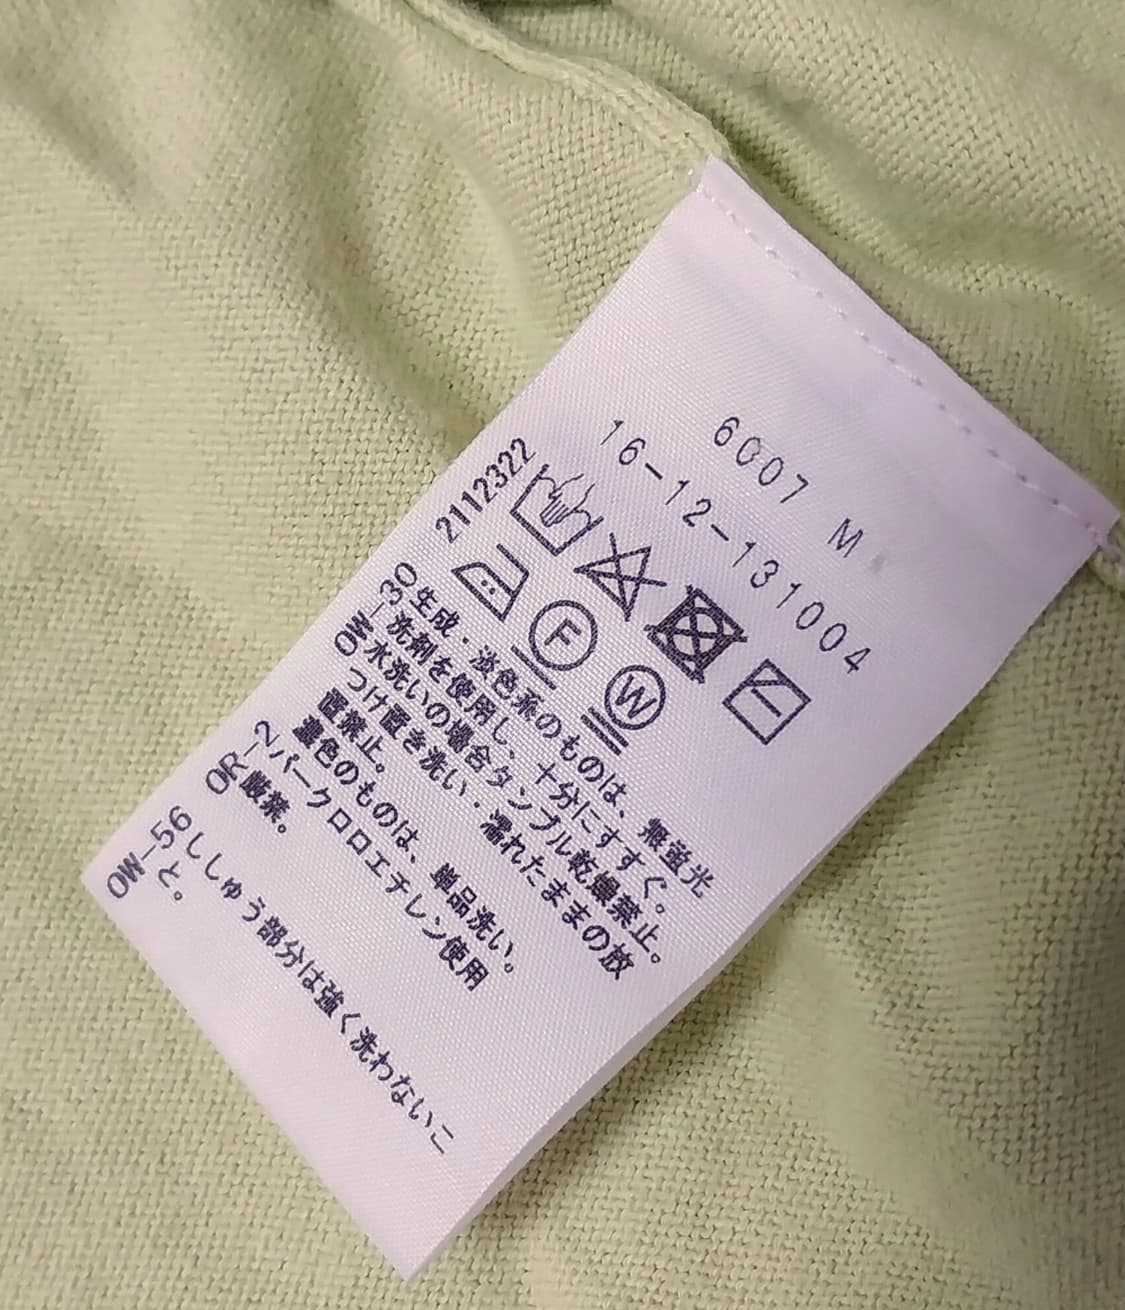 6007 M
16-12-131004
2112322
F
W
OW-30 生成・淡色系のものは、無蛍光
洗剤を使用し、十分にすすぐ。
OW-
水洗いの場合タンブル乾燥禁止。
つけ置き洗い・濡れたままの放
置禁止。
濃色のものは、単品洗い。
OR-2 パークロロエチレン使用
厳禁。
OW-56 ししゅう部分は強く洗わないこ
と。